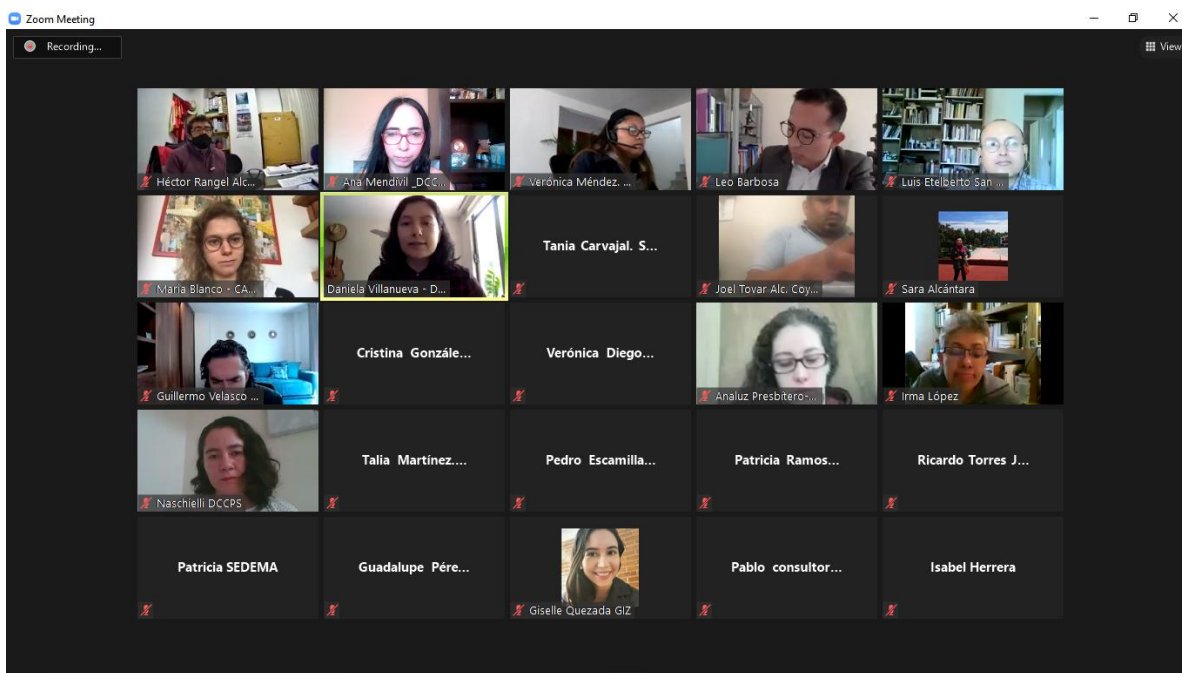 Zoom Meeting
Recording...
View
Héctor Rangel Alc...
Ana Mendivil _DCC...
Verónica Méndez. ...
Leo Barbosa
Luis Etelberto San ...
María Blanco - CA...
Daniela Villanueva - D...
Tania Carvajal. S...
Joel Tovar Alc. Coy...
Sara Alcántara
Guillermo Velasco ...
Cristina Gonzále...
Verónica Diego...
Analuz Presbítero-...
Irma López
Naschielli DCCPS
Talia Martínez....
Pedro Escamilla...
Patricia Ramos...
Ricardo Torres J...
Patricia SEDEMA
Guadalupe Pére...
Giselle Quezada GIZ
Pablo consultor...
Isabel Herrera